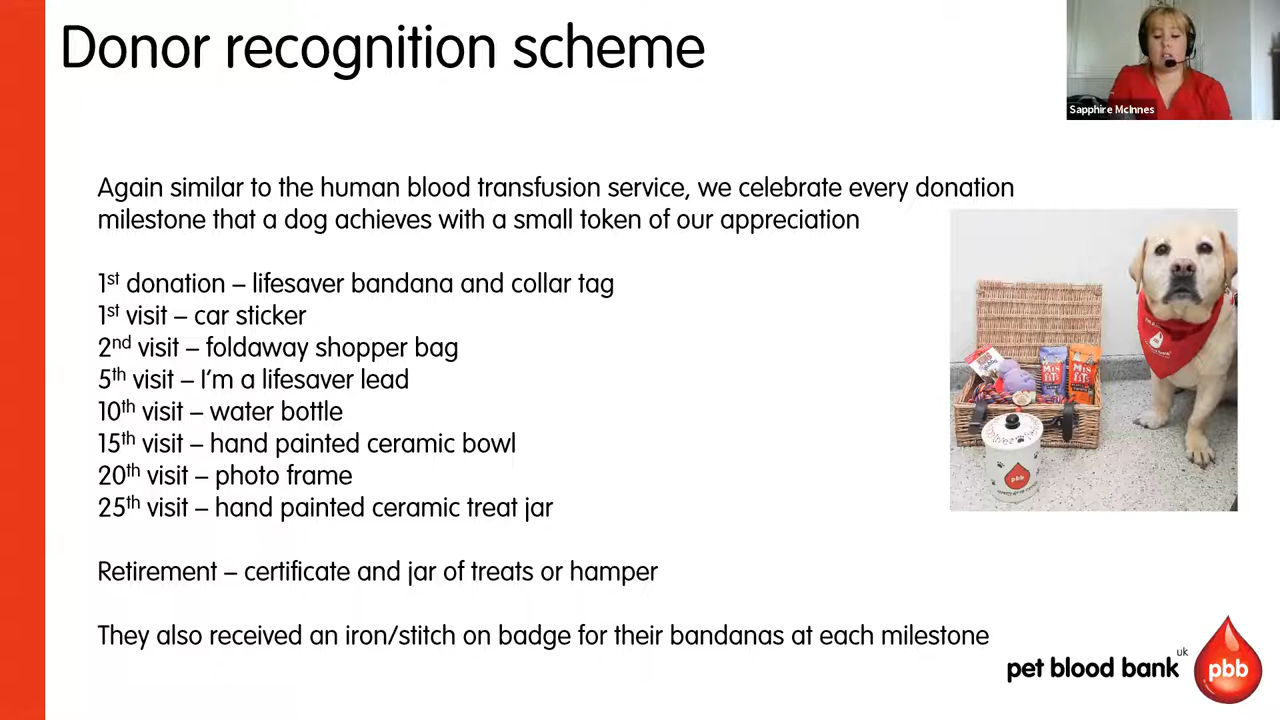 Donor recognition scheme
Sapphire McInnes
Again similar to the human blood transfusion service, we celebrate every donation
milestone that a dog achieves with a small token of our appreciation
1st donation – lifesaver bandana and collar tag
1st visit – car sticker
2nd visit – foldaway shopper bag
5th visit – I'm a lifesaver lead
10th visit – water bottle
15th visit – hand painted ceramic bowl
20th visit – photo frame
25th visit – hand painted ceramic treat jar
Retirement – certificate and jar of treats or hamper
They also received an iron/stitch on badge for their bandanas at each milestone
pbb
pet blood bank uk
pbb